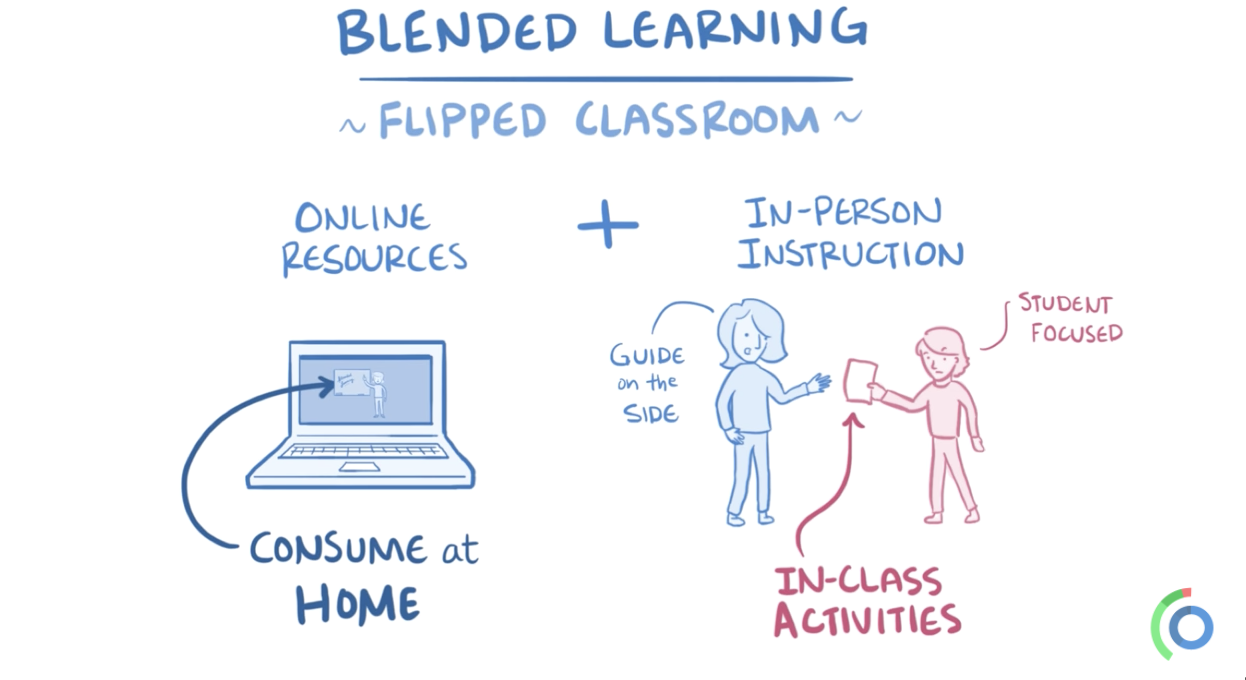 BLENDED LEARNING
~ FLIPPED CLASSROOM ~
ONLINE
RESOURCES
+
IN-PERSON
INSTRUCTION
GUIDE
on the
SIDE
STUDENT
FOCUSED
CONSUME at
HOME
IN-CLASS
ACTIVITIES